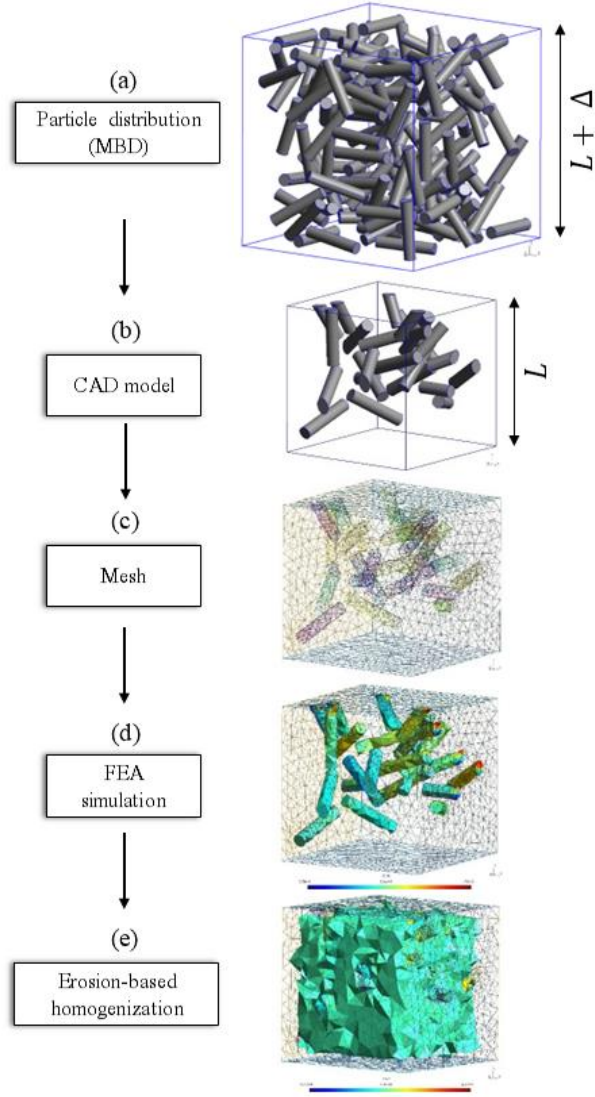 (a)
Particle distribution
(MBD)
L + Δ
(b)
CAD model
L
(c)
Mesh
(d)
FEA
simulation
(e)
Erosion-based
homogenization